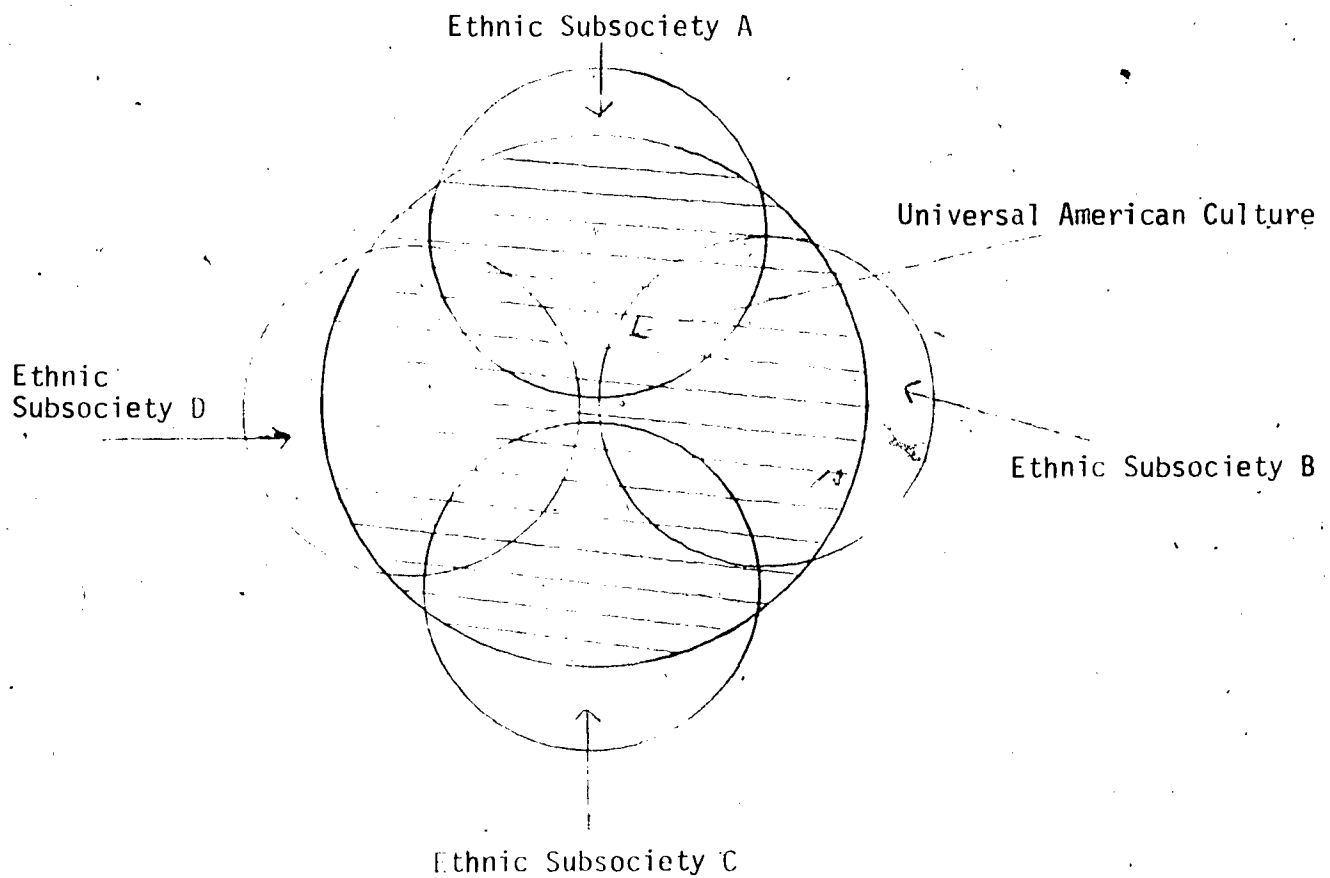 Ethnic Subsociety A
Universal American Culture
Ethnic
Subsociety D
Ethnic Subsociety B
Ethnic Subsociety C